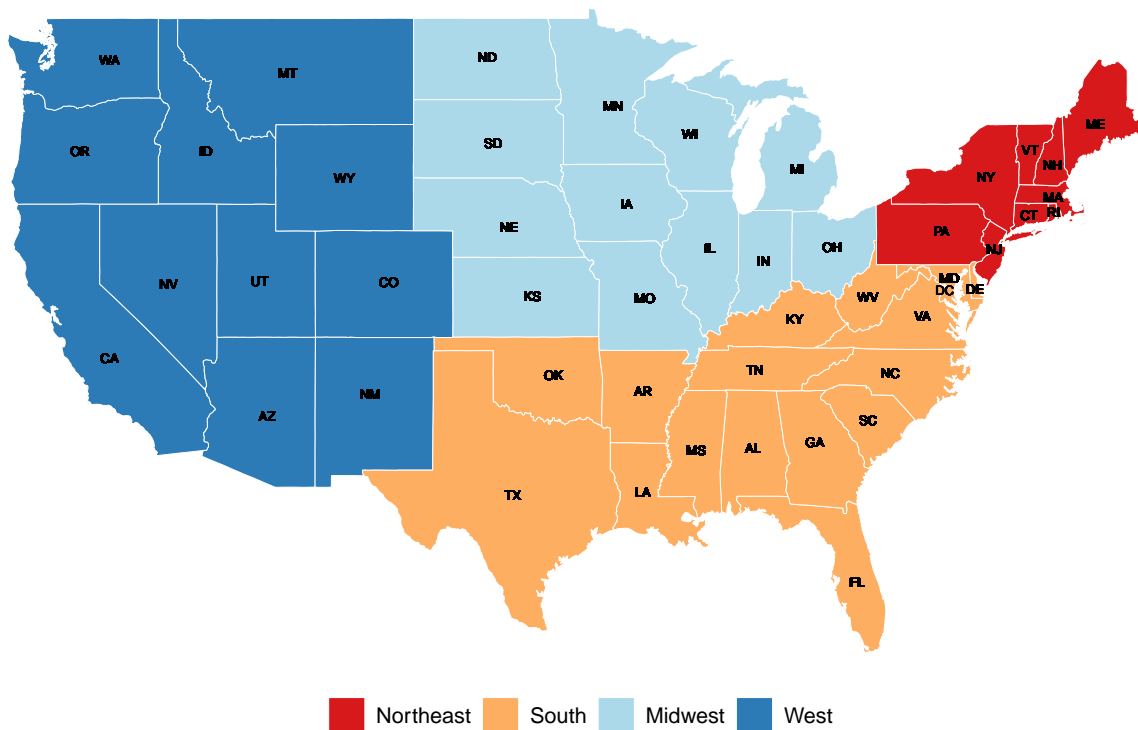 WA
MT
ND
MN
ME
OR
ID
SD
WI
MI
VT
NH
WY
NY
MA
IA
CT
RI
NE
PA
OH
IL
IN
NJ
NV
UT
CO
KS
MO
MD
DE
DC
WV
VA
KY
CA
AZ
NM
OK
AR
TN
NC
SC
MS
AL
GA
TX
LA
FL
Northeast South Midwest West